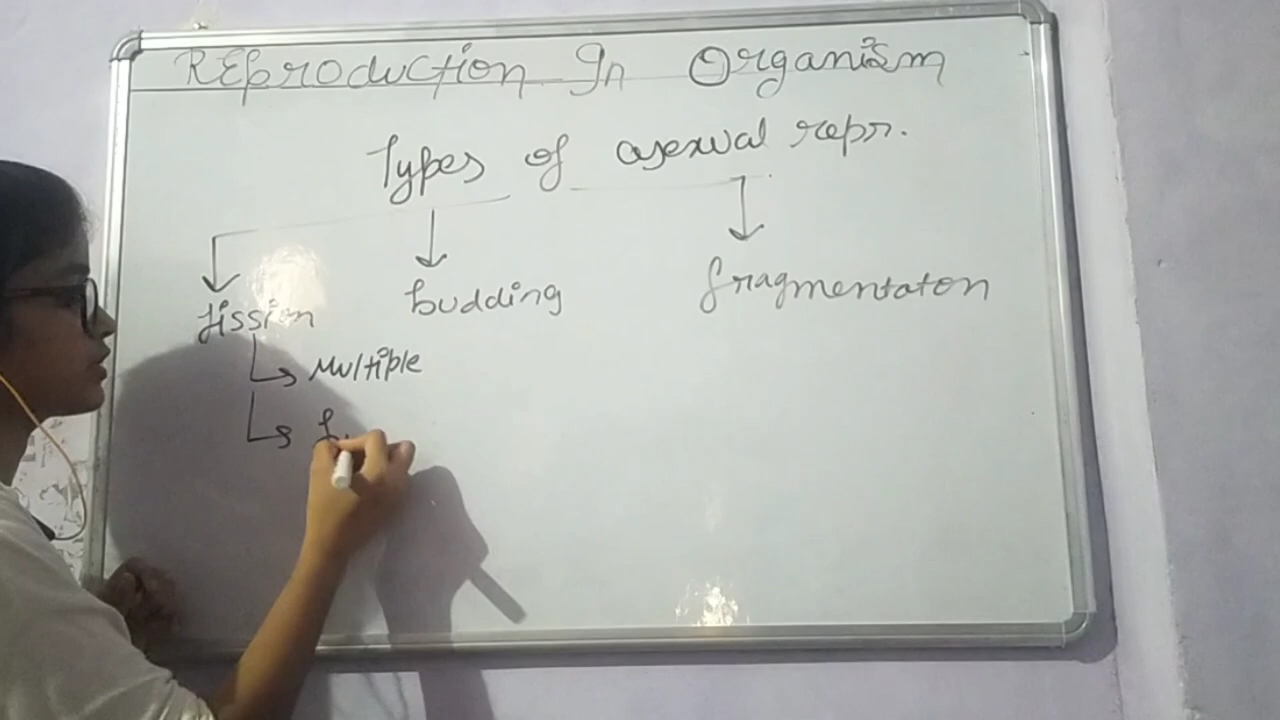 REproduction In Organism
Types of asexual repr.
fission budding fragmentaton
Multiple